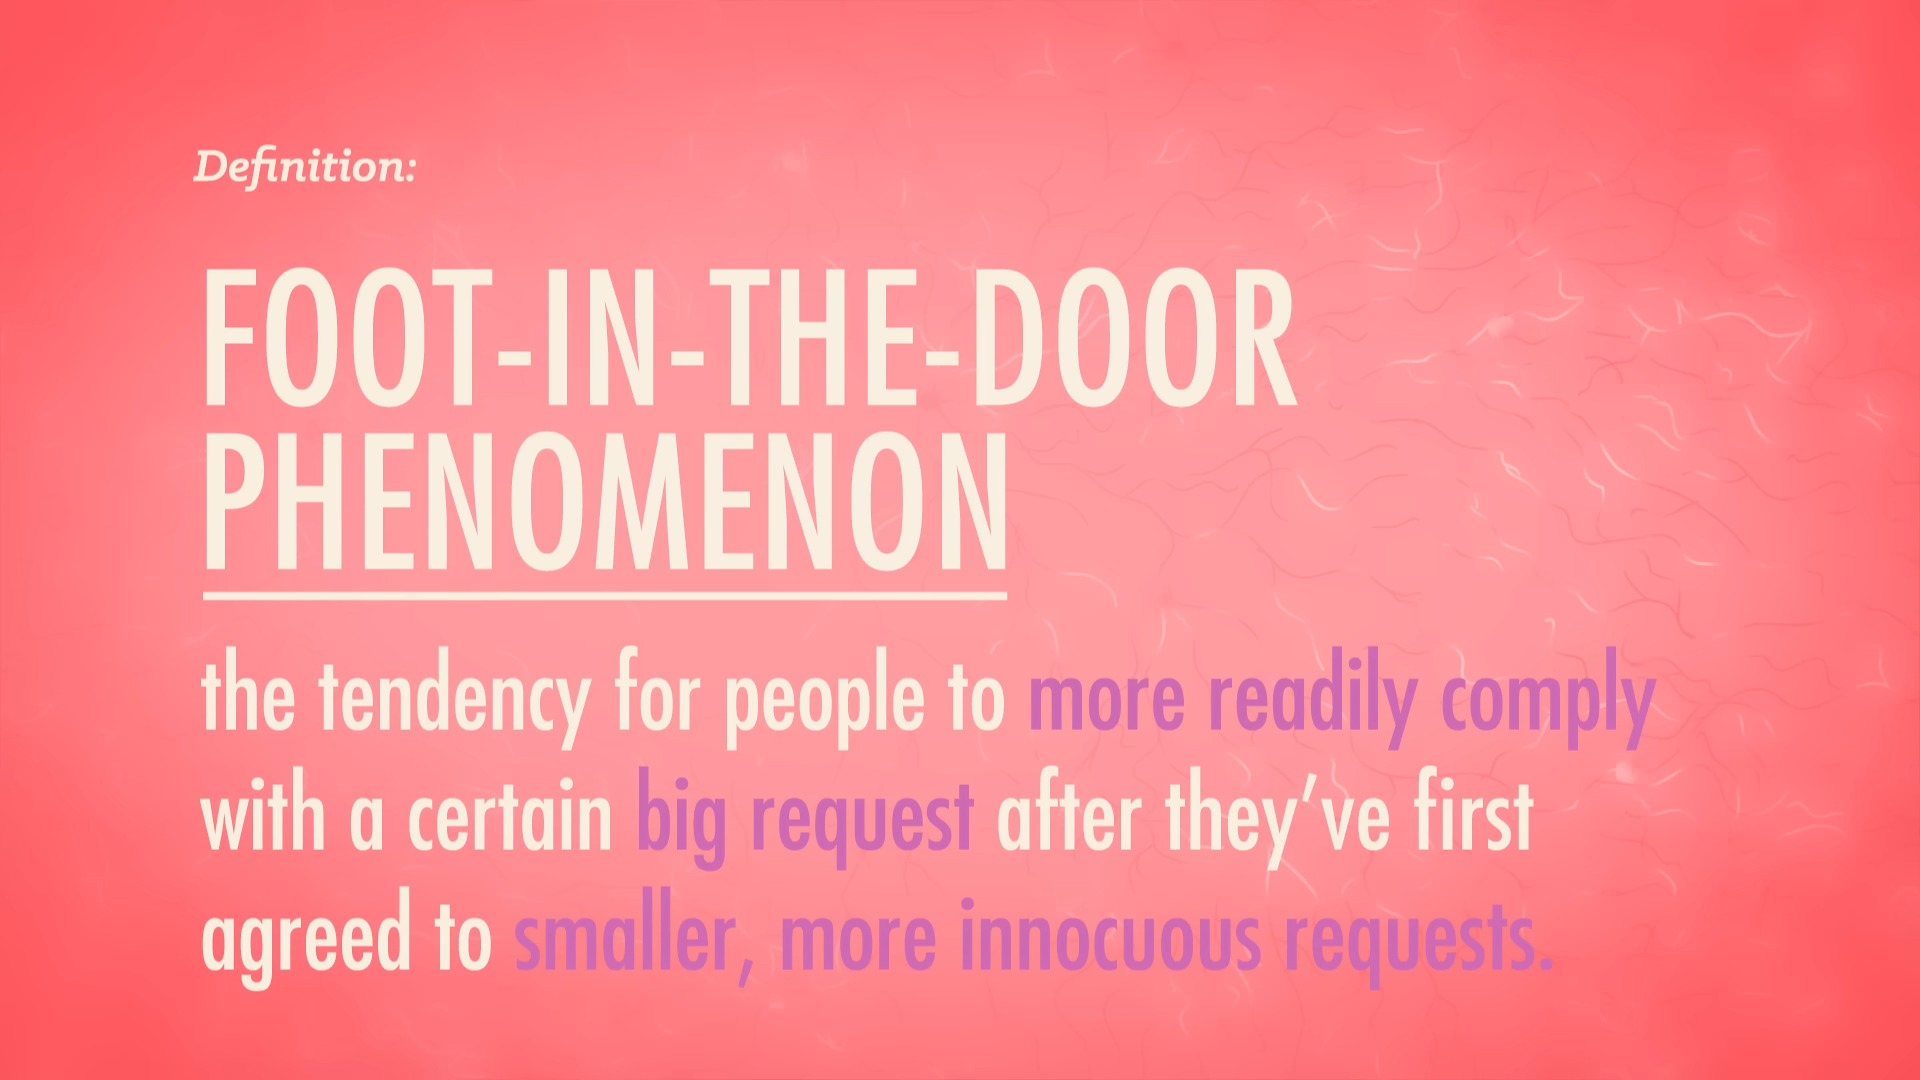 Definition:
FOOT-IN-THE-DOOR
PHENOMENON
the tendency for people to more readily comply
with a certain big request after they’ve first
agreed to smaller, more innocuous requests.